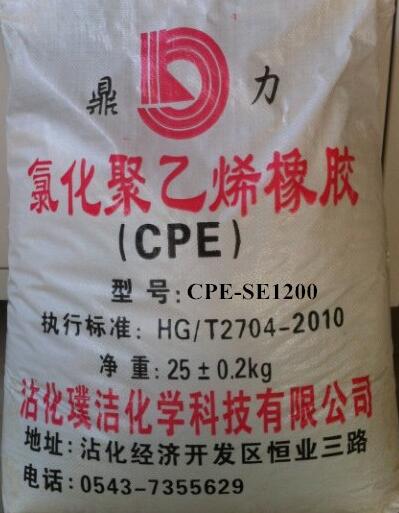 鼎 力
氯化聚乙烯橡胶
(CPE)
型号:CPE-SE1200
执行标准: HG/T2704-2010
净重:25±0.2kg
沾化璞洁化学科技有限公司
地址:沾化经济开发区恒业三路
电话:0543-7355629